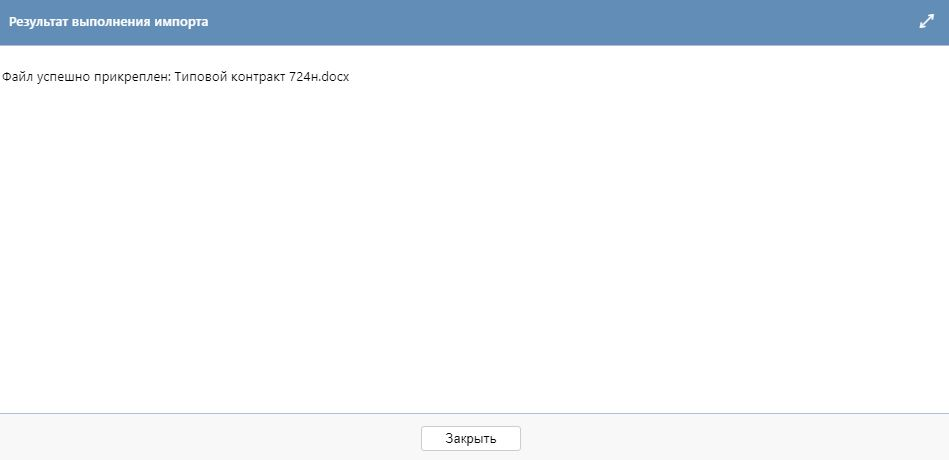 Результат выполнения импорта
Файл успешно прикреплен: Типовой контракт 724н.docx
Закрыть